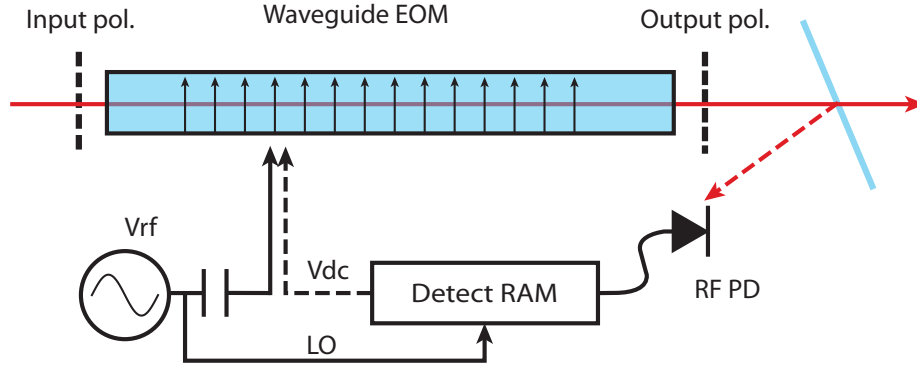 Input pol.
Waveguide EOM
Output pol.
Vrf
Vdc
Detect RAM
RF PD
LO